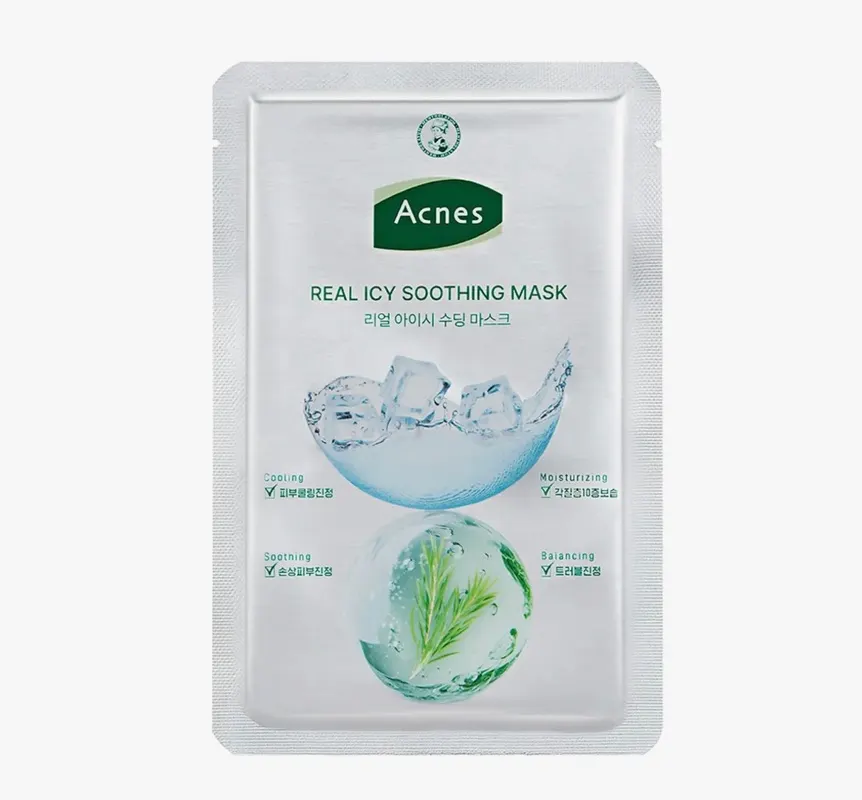 Acnes
REAL ICY SOOTHING MASK
리얼 아이시 수딩 마스크
Cooling
피부쿨링진정
Moisturizing
각질층10층보습
Soothing
손상피부진정
Balancing
트러블진정